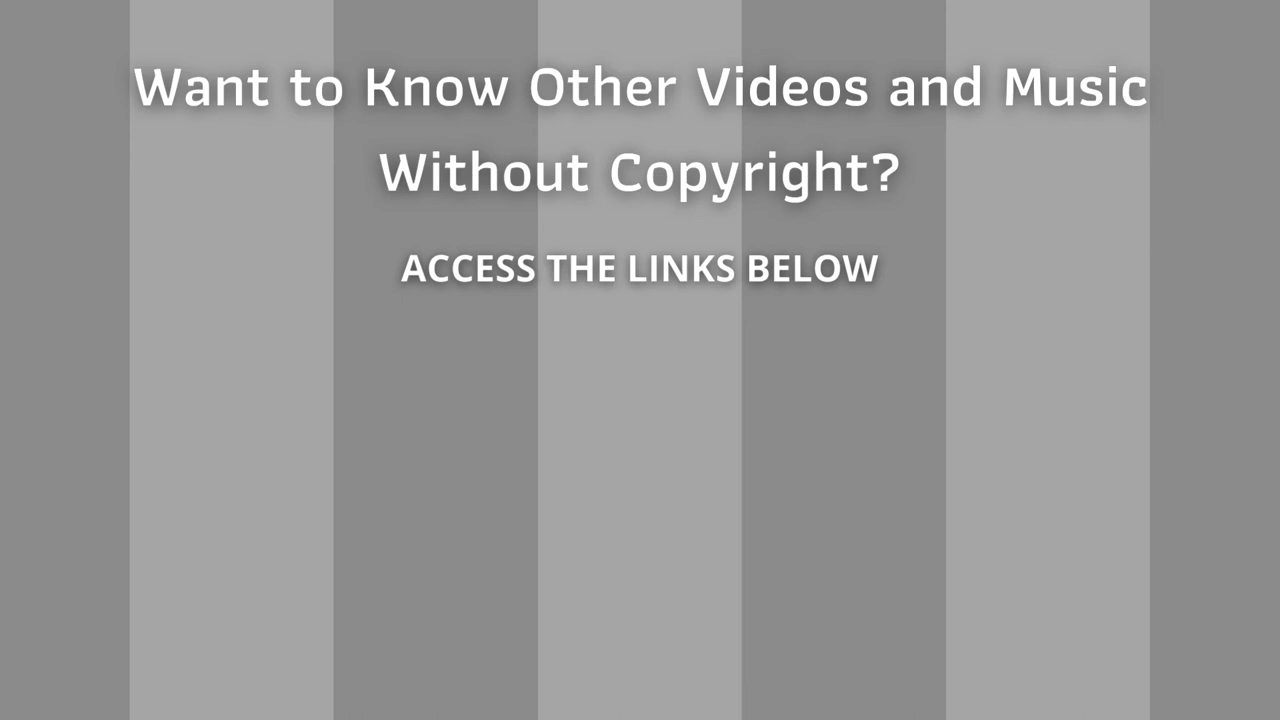 Want to Know Other Videos and Music
Without Copyright?
ACCESS THE LINKS BELOW